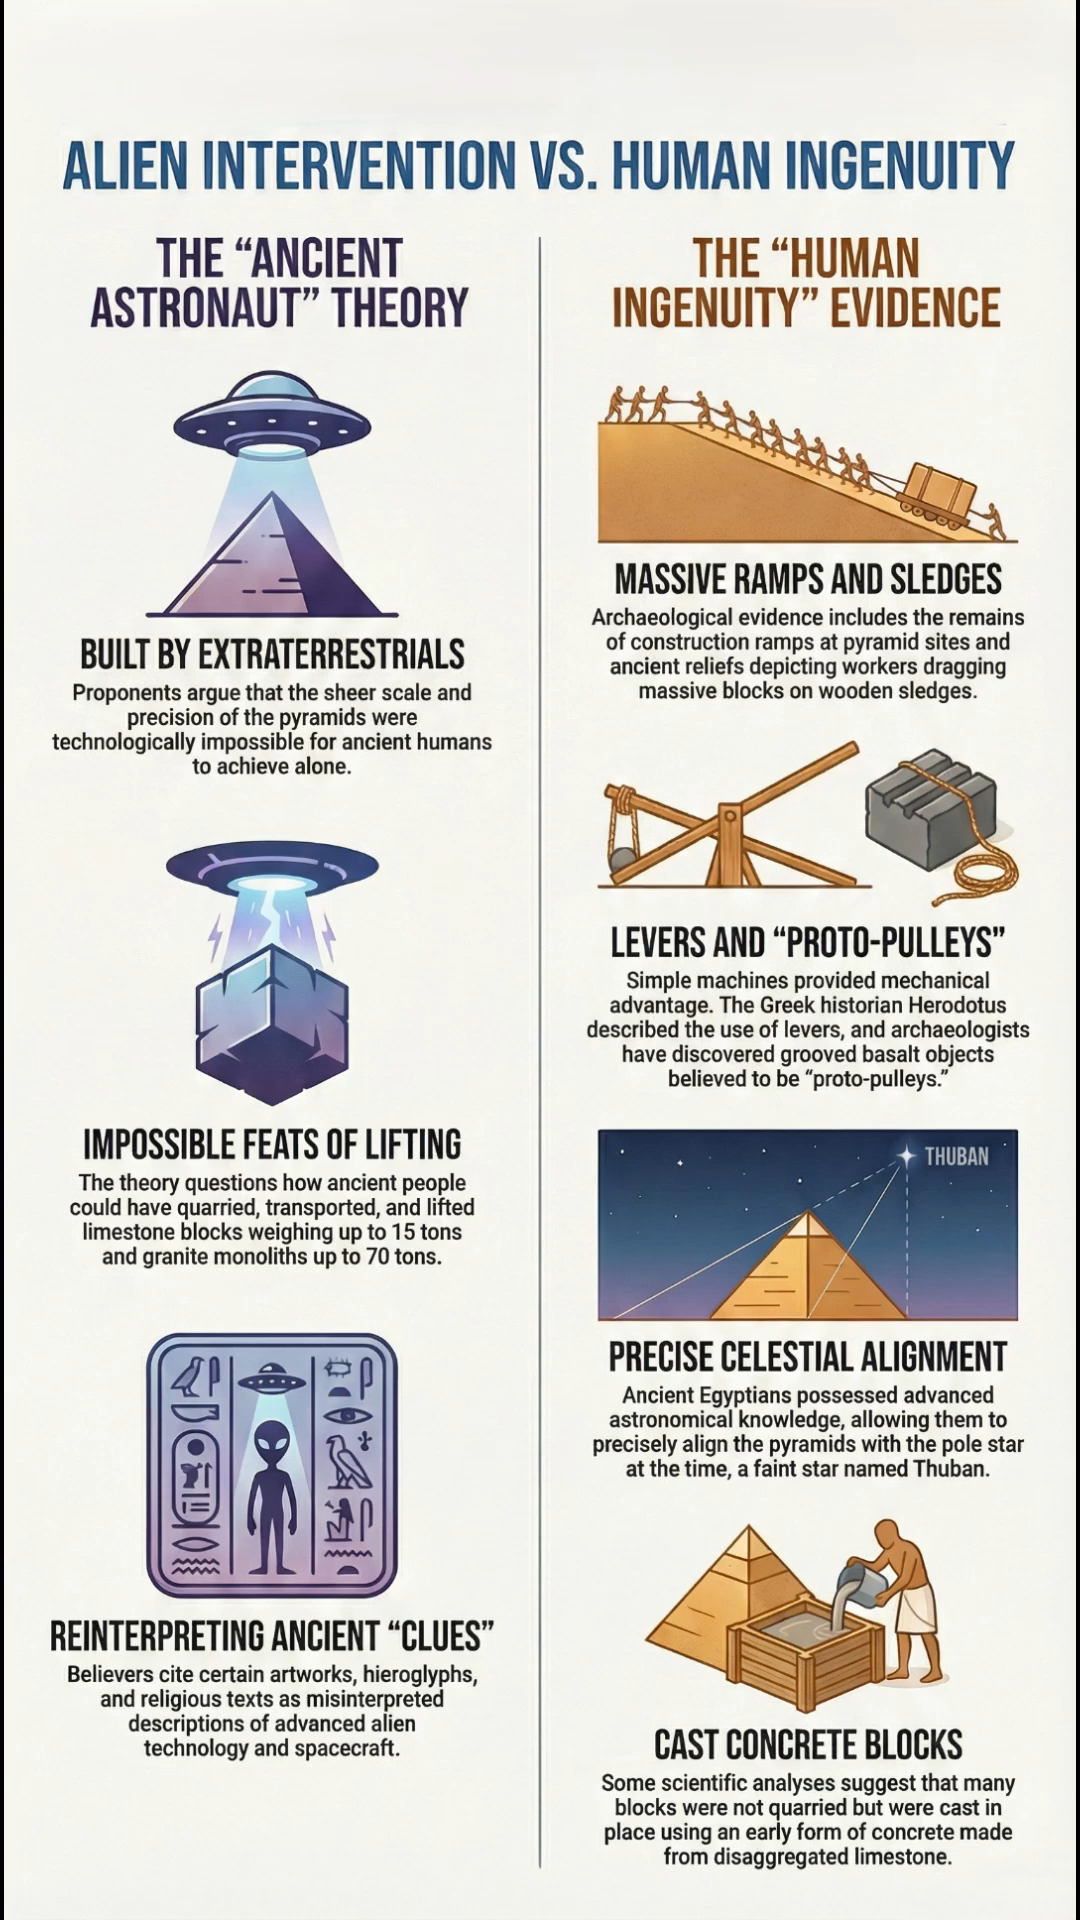 ALIEN INTERVENTION VS. HUMAN INGENUITY
THE “ANCIENT
ASTRONAUT” THEORY
BUILT BY EXTRATERRESTRIALS
Proponents argue that the sheer scale and
precision of the pyramids were
technologically impossible for ancient humans
to achieve alone.
IMPOSSIBLE FEATS OF LIFTING
The theory questions how ancient people
could have quarried, transported, and lifted
limestone blocks weighing up to 15 tons
and granite monoliths up to 70 tons.
REINTERPRETING ANCIENT “CLUES”
Believers cite certain artworks, hieroglyphs,
and religious texts as misinterpreted
descriptions of advanced alien
technology and spacecraft.
THE “HUMAN
INGENUITY” EVIDENCE
MASSIVE RAMPS AND SLEDGES
Archaeological evidence includes the remains
of construction ramps at pyramid sites and
ancient reliefs depicting workers dragging
massive blocks on wooden sledges.
LEVERS AND “PROTO-PULLEYS”
Simple machines provided mechanical
advantage. The Greek historian Herodotus
described the use of levers, and archaeologists
have discovered grooved basalt objects
believed to be “proto-pulleys.”
THUBAN
PRECISE CELESTIAL ALIGNMENT
Ancient Egyptians possessed advanced
astronomical knowledge, allowing them to
precisely align the pyramids with the pole star
at the time, a faint star named Thuban.
CAST CONCRETE BLOCKS
Some scientific analyses suggest that many
blocks were not quarried but were cast in
place using an early form of concrete made
from disaggregated limestone.